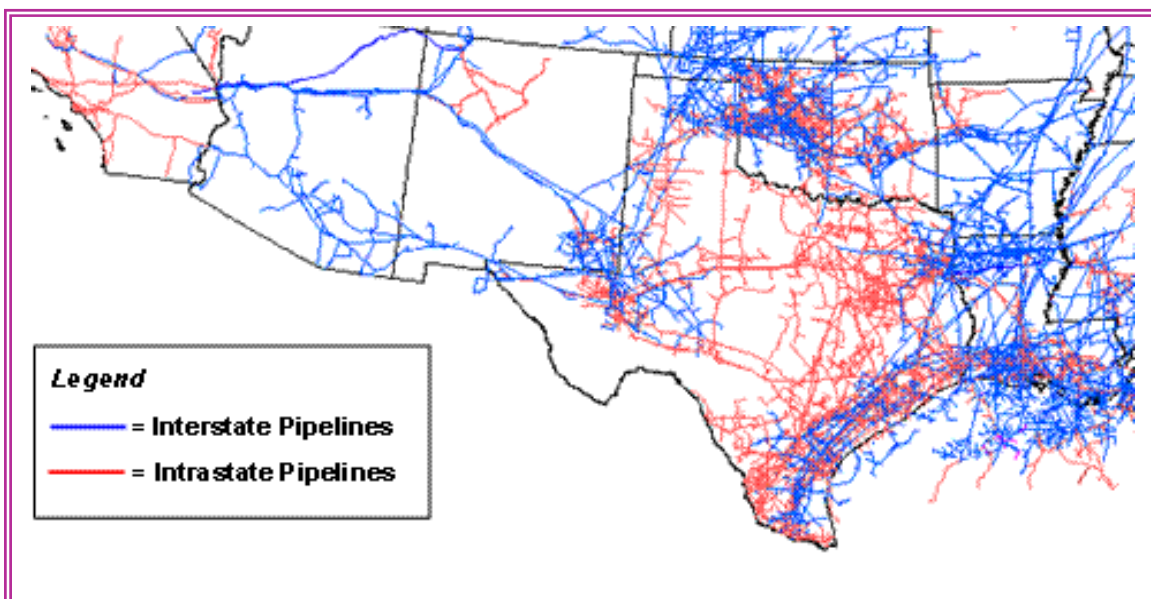 Legend
= Interstate Pipelines
= Intrastate Pipelines